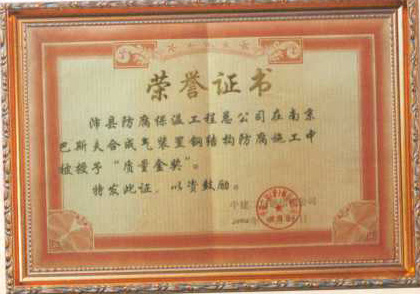 荣誉证书
沛县防腐保温工程总公司在南京
巴斯夫合成气装置钢结构防腐施工中
被授予“质量金奖”。
特发此证，以资鼓励。